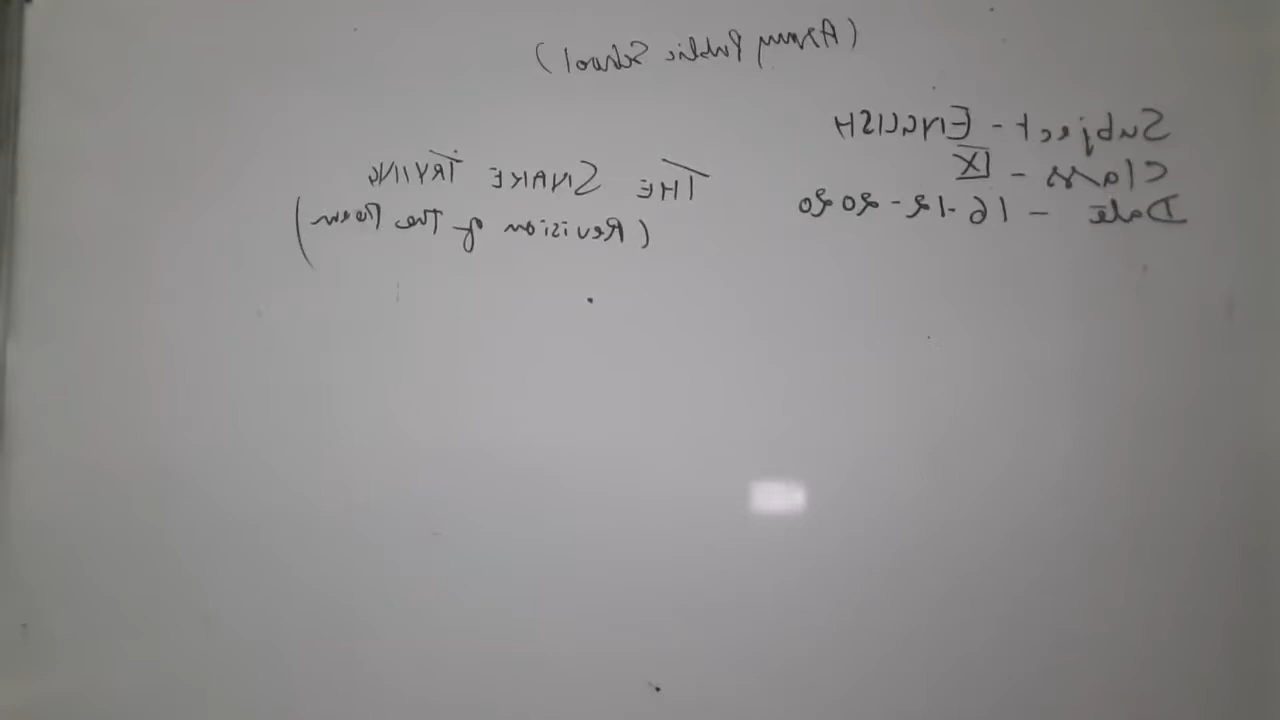 (Army Public School)
Subject - ENGLISH
Class - IX
Date - 16-12-2020
THE SNAKE TRYING
(Revision of The Poem)